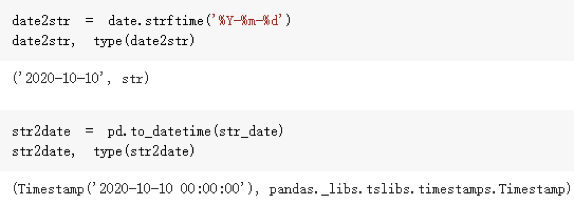 date2str = date.strftime('%Y-%m-%d')
date2str, type(date2str)
('2020-10-10', str)
str2date = pd.to_datetime(str_date)
str2date, type(str2date)
(Timestamp('2020-10-10 00:00:00'), pandas._libs.tslibs.timestamps.Timestamp)